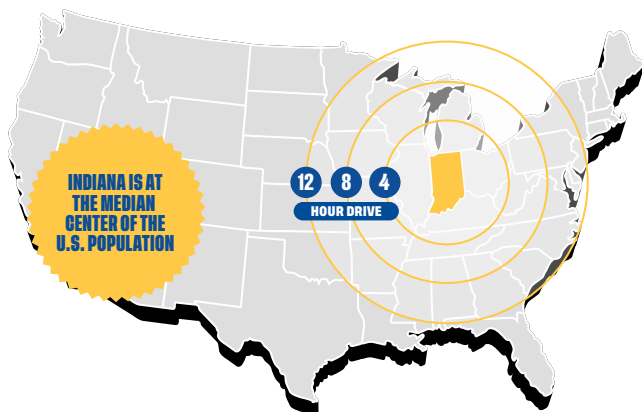 INDIANA IS AT
THE MEDIAN
CENTER OF THE
U.S. POPULATION
12 8 4
HOUR DRIVE